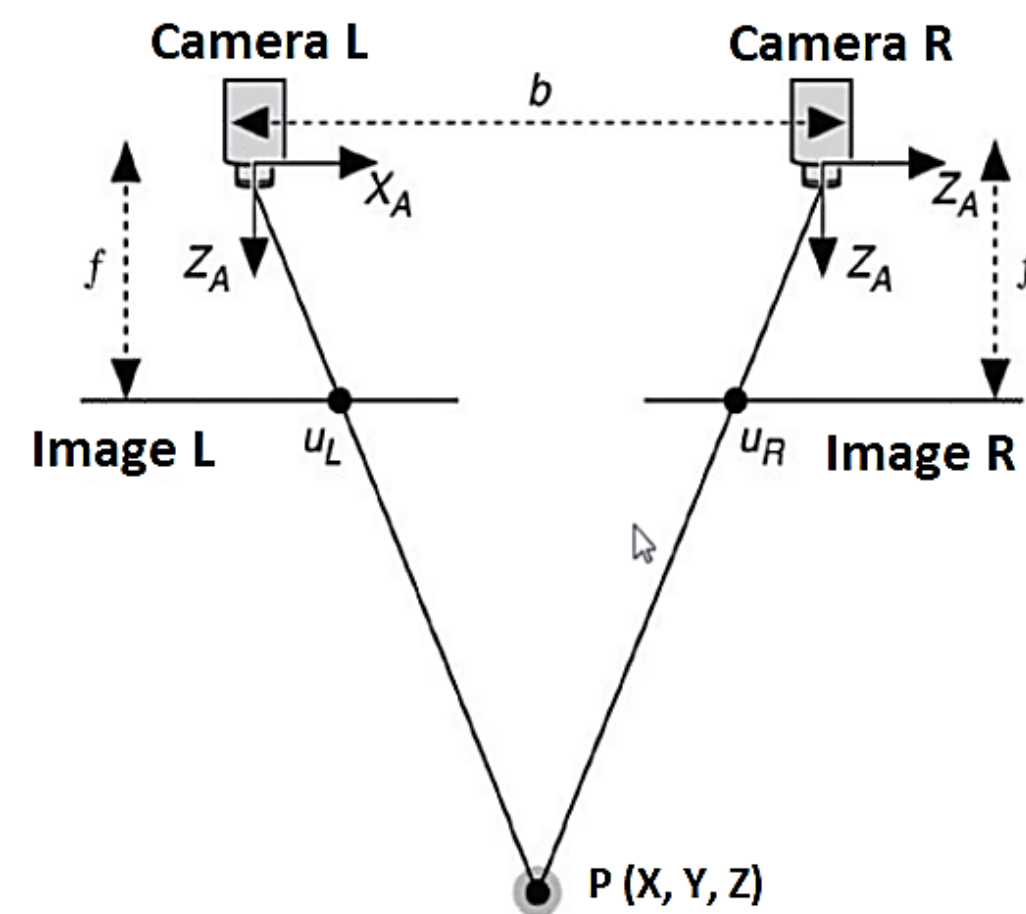 Camera L
Camera R
b
X_A
Z_A
f
Z_A
Z_A
f
Image L
u_L
u_R
Image R
P (X, Y, Z)